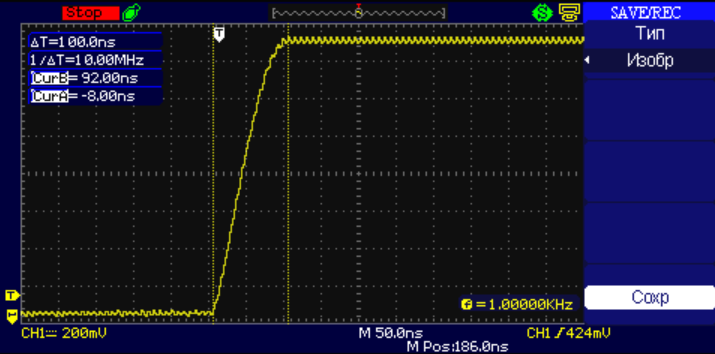 Stop
T
S
SAVE/REC
Тип
Изобр
ΔT=100.0ns
1/ΔT=10.00MHz
CurB= 92.00ns
CurA= -8.00ns
T
f=1.00000KHz
Сохр
CH1 200mV
M 50.0ns
CH1 424mV
M Pos:186.0ns